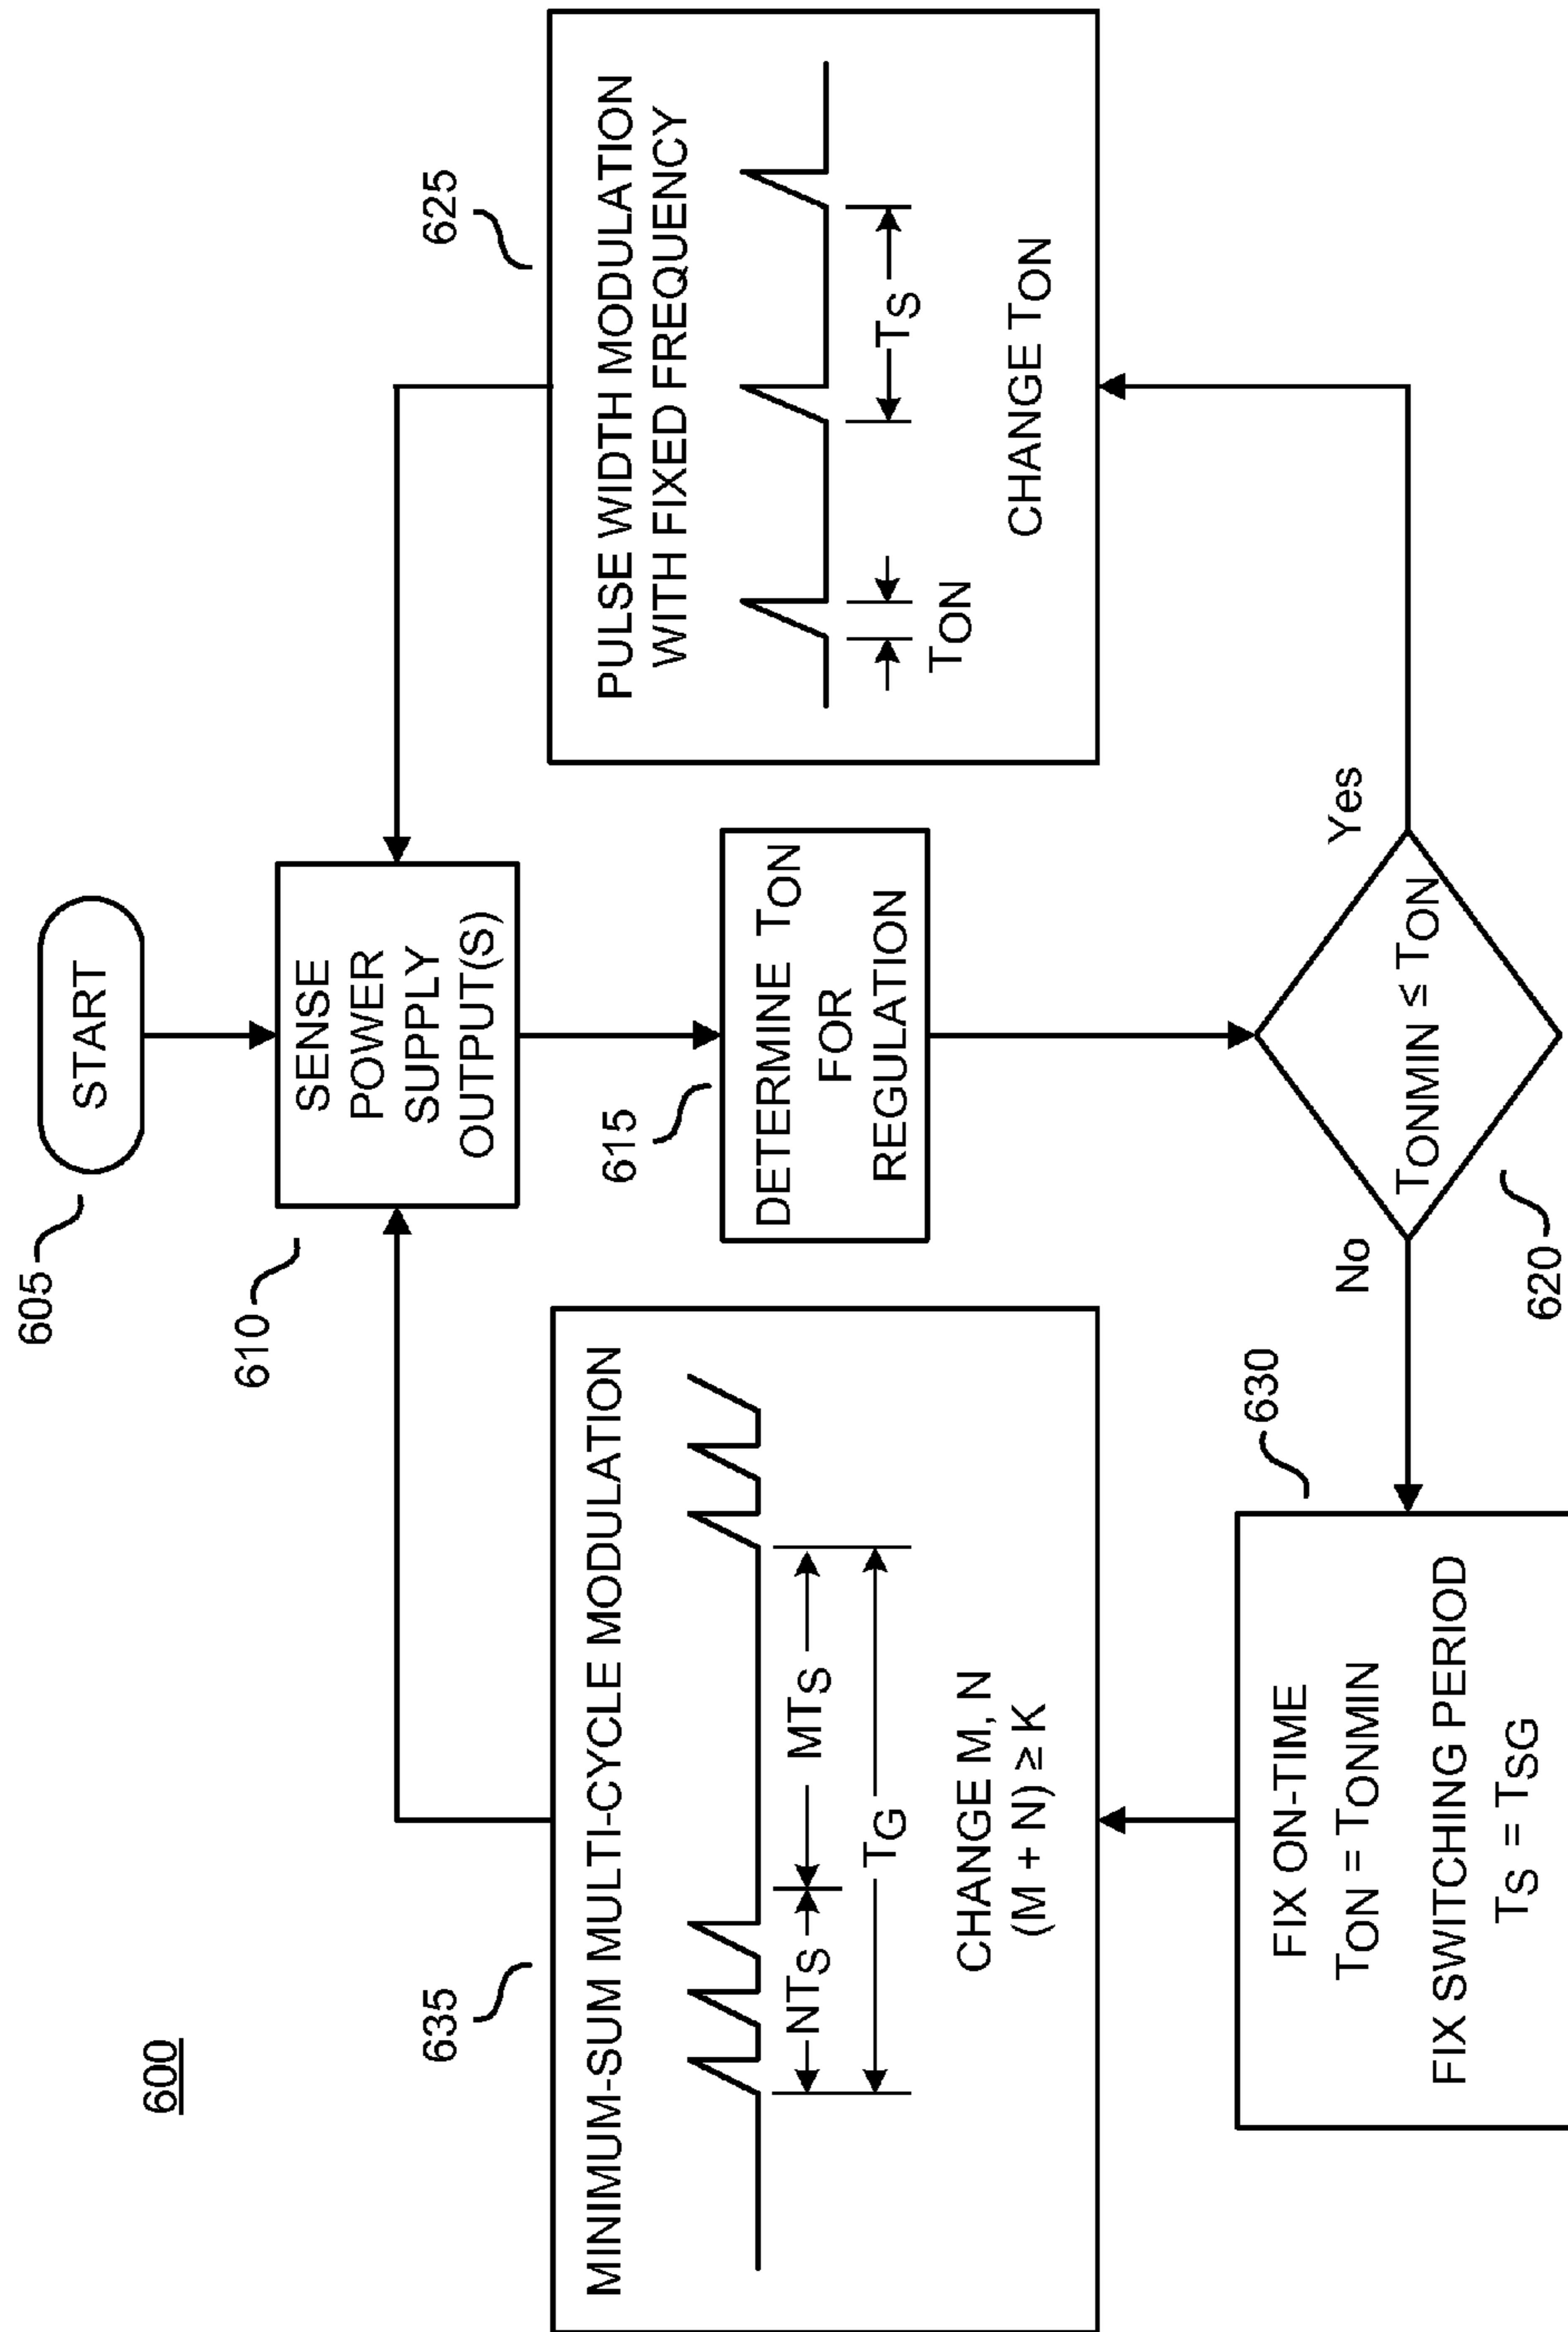 600
605
START
610
SENSE
POWER
SUPPLY
OUTPUT(S)
615
DETERMINE TON
FOR
REGULATION
620
TONMIN ≤ TON
Yes
No
625
PULSE WIDTH MODULATION
WITH FIXED FREQUENCY
TS
TON
CHANGE TON
630
FIX ON-TIME
TON = TONMIN
FIX SWITCHING PERIOD
TS = TSG
635
MINIMUM-SUM MULTI-CYCLE MODULATION
NTS
MTS
TG
CHANGE M, N
(M + N) ≥ K